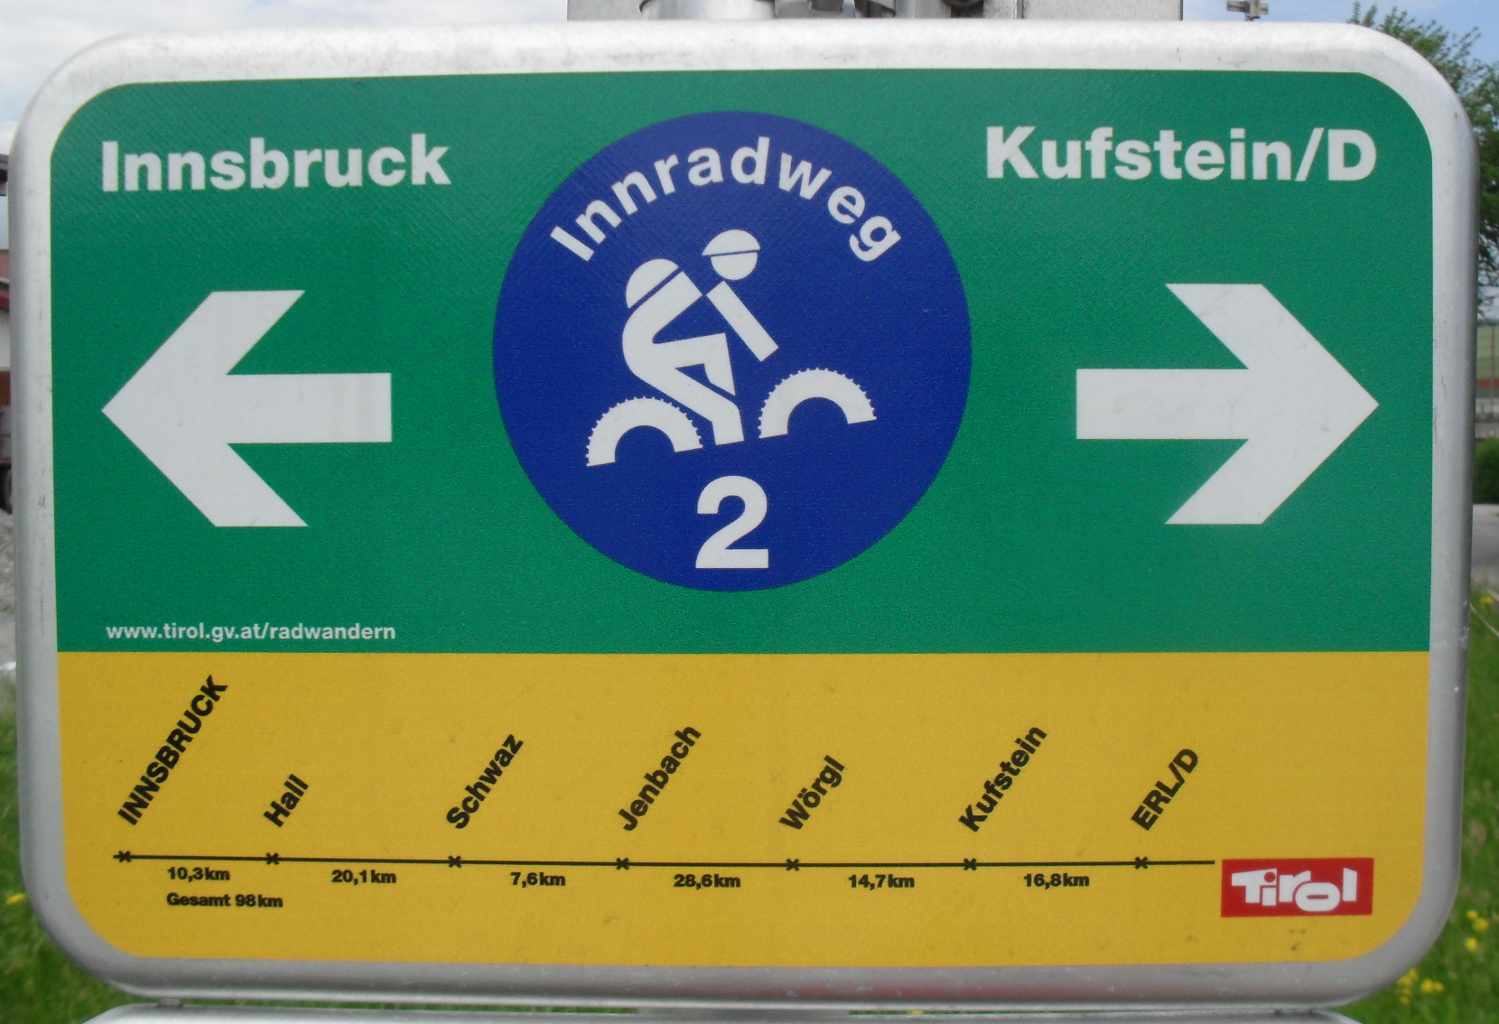 Innsbruck
Innradweg
Kufstein/D
2
www.tirol.gv.at/radwandern
INNSBRUCK Hall Schwaz Jenbach Wörgl Kufstein ERL/D
10,3km 20,1km 7,6km 28,6km 14,7km 16,8km
Gesamt 98km
Tirol